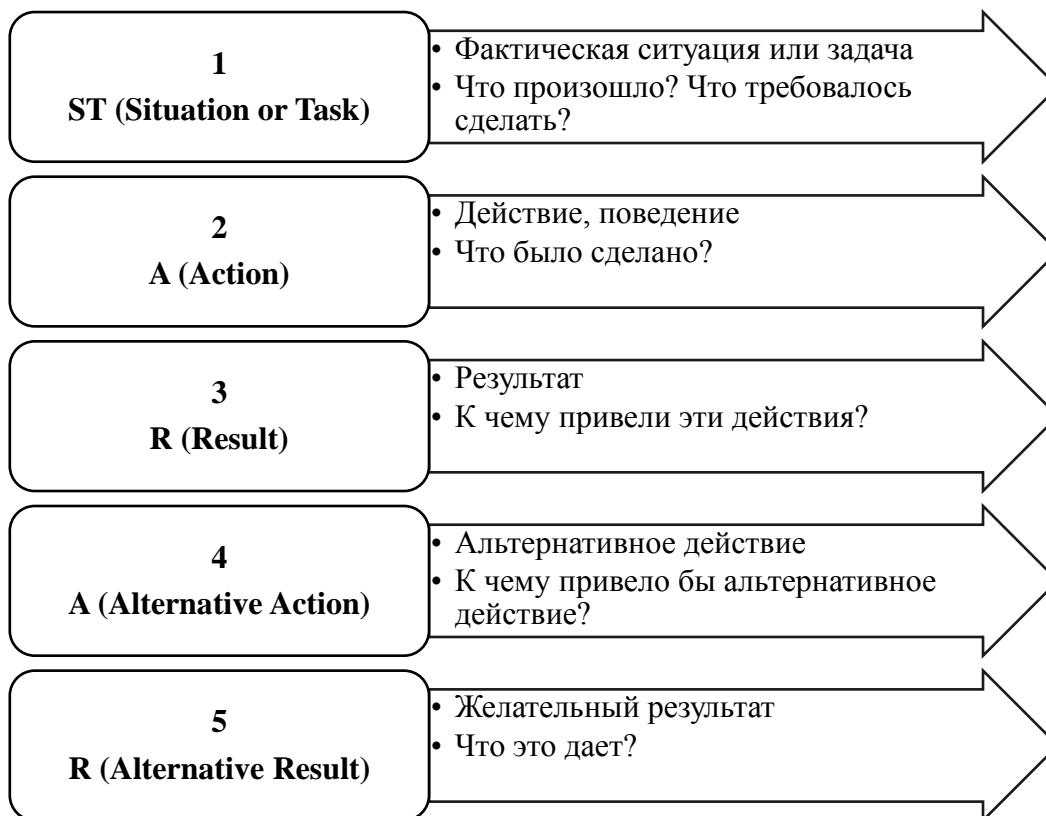 1
ST (Situation or Task)
• Фактическая ситуация или задача
• Что произошло? Что требовалось
сделать?
2
A (Action)
• Действие, поведение
• Что было сделано?
3
R (Result)
• Результат
• К чему привели эти действия?
4
A (Alternative Action)
• Альтернативное действие
• К чему привело бы альтернативное
действие?
5
R (Alternative Result)
• Желательный результат
• Что это дает?